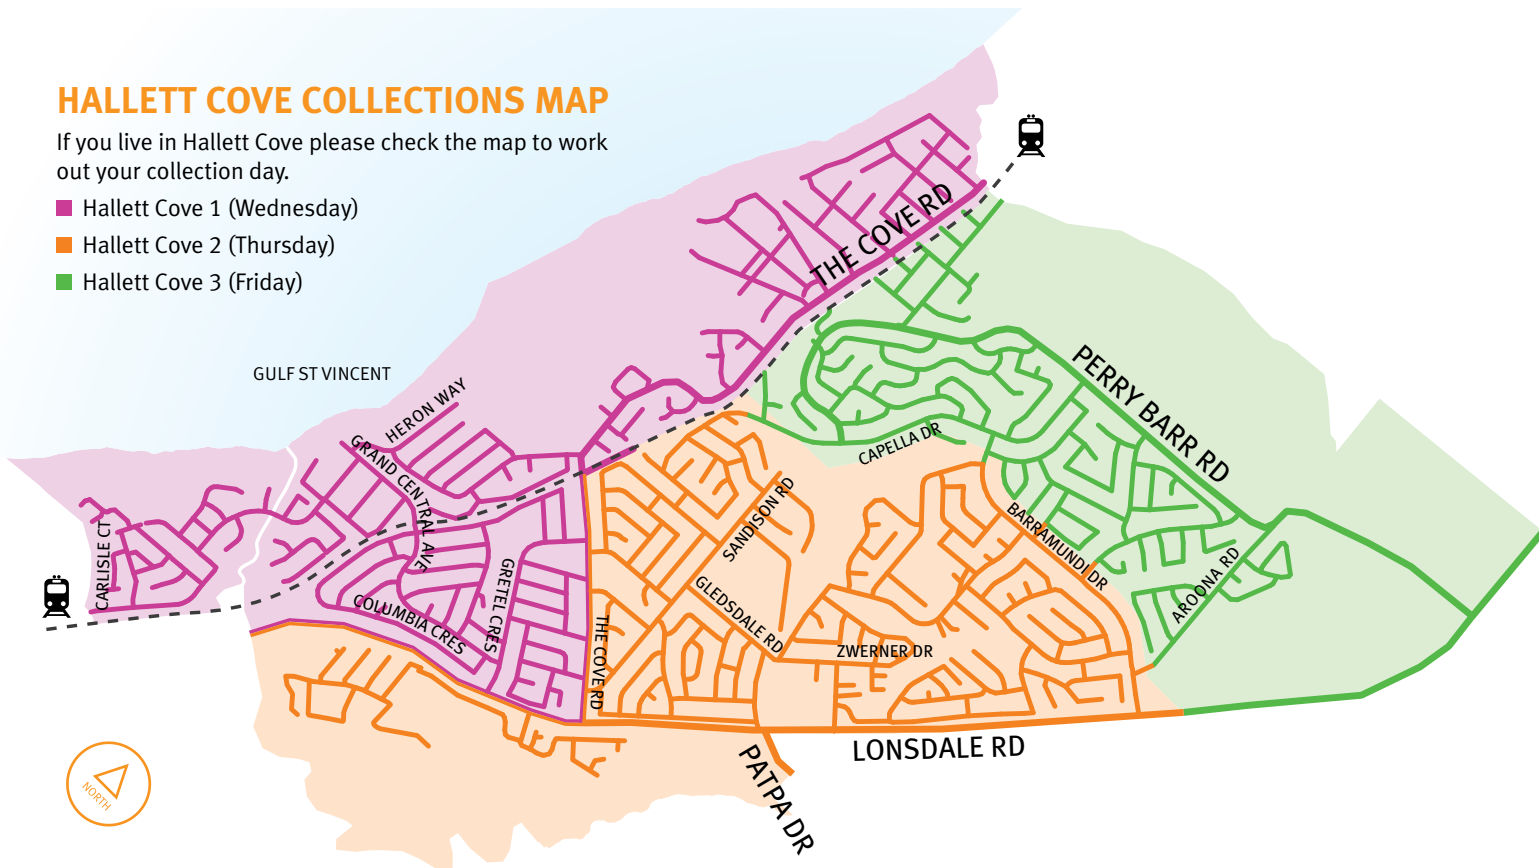 HALLETT COVE COLLECTIONS MAP
If you live in Hallett Cove please check the map to work
out your collection day.
Hallett Cove 1 (Wednesday)
Hallett Cove 2 (Thursday)
Hallett Cove 3 (Friday)
THE COVE RD
GULF ST VINCENT
HERON WAY
GRAND CENTRAL AVE
PERRY BARR RD
CAPELLA DR
SANDISON RD
BARRAMUNDI DR
CARLISLE CT
GRETEL CRES
COLUMBIA CRES
GLEDSDALE RD
AROONA RD
THE COVE RD
ZWERNER DR
LONSDALE RD
PATPA DR
NORTH